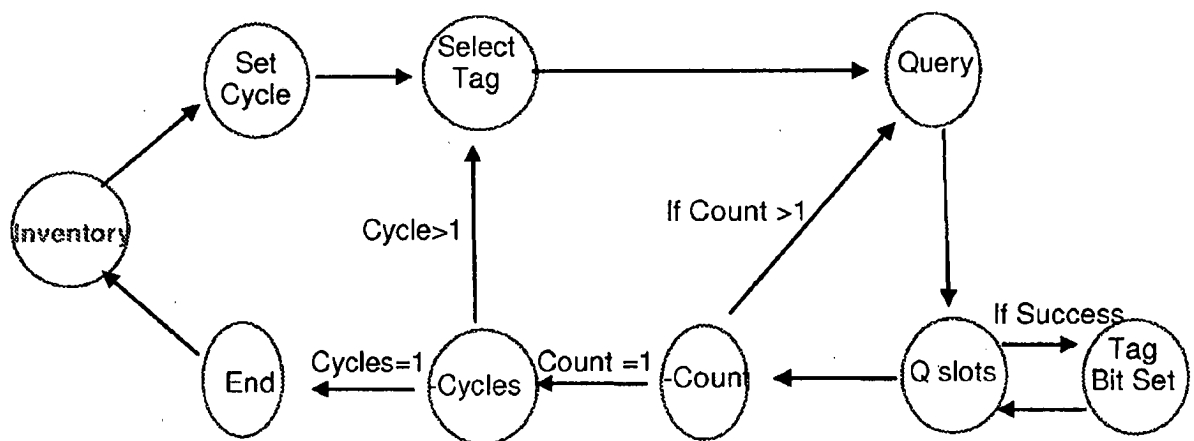 Set
Cycle
Select
Tag
Query
Inventory
Cycle>1
If Count >1
If Success
End
Cycles=1
-Cycles
Count =1
-Count
Q slots
Tag
Bit Set